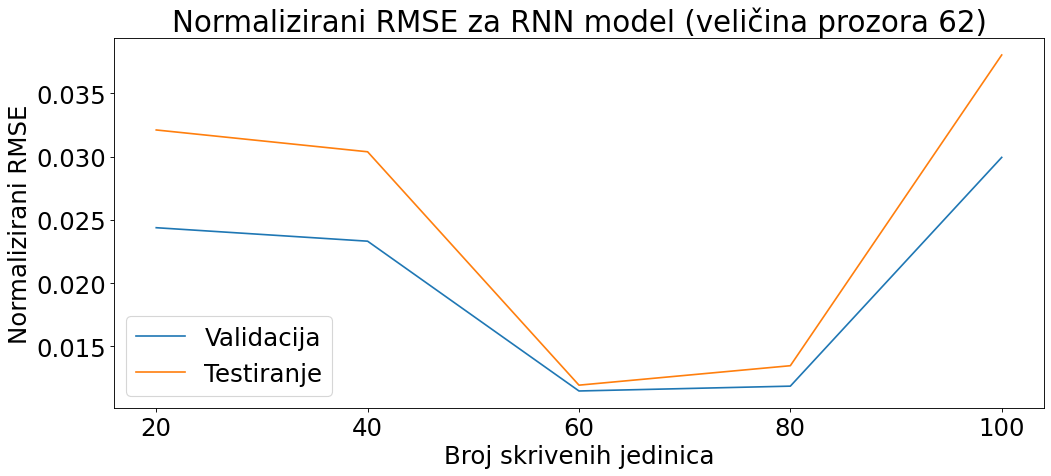 Normalizirani RMSE za RNN model (veličina prozora 62)
Normalizirani RMSE
0.035
0.030
0.025
0.020
0.015
Validacija
Testiranje
20 40 60 80 100
Broj skrivenih jedinica